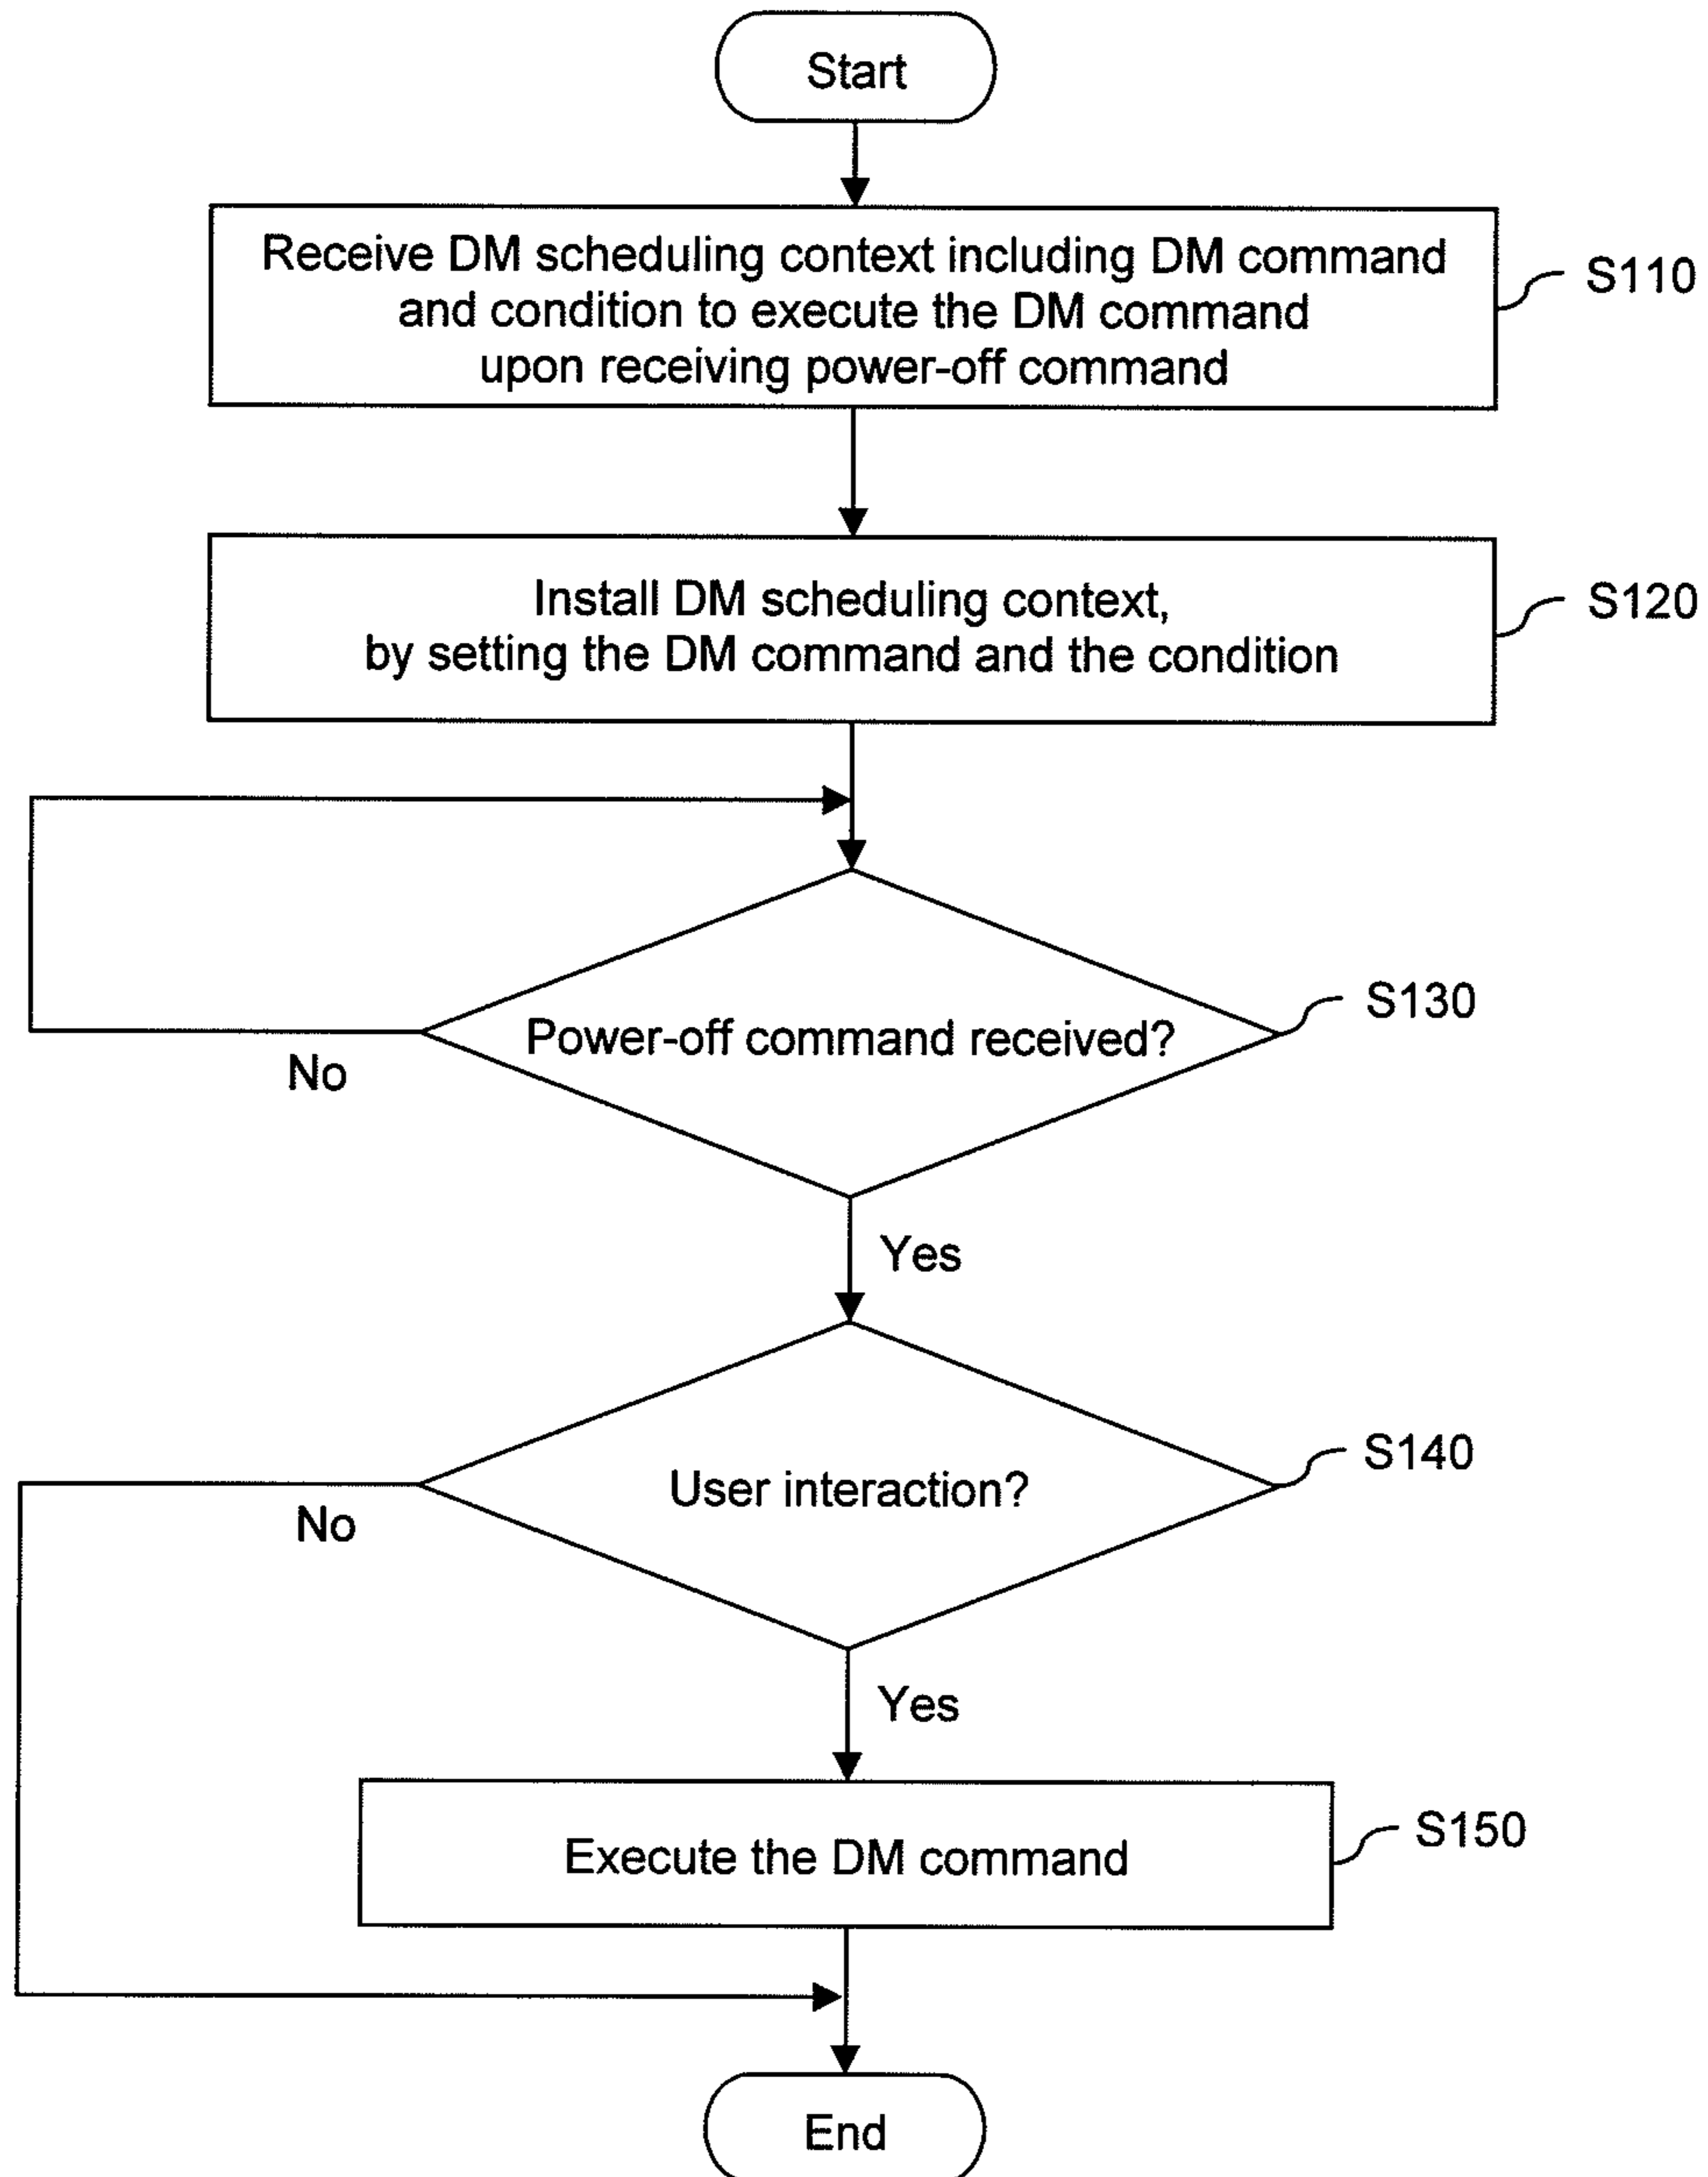 Start
Receive DM scheduling context including DM command
and condition to execute the DM command
upon receiving power-off command
S110
Install DM scheduling context,
by setting the DM command and the condition
S120
Power-off command received?
S130
No
Yes
User interaction?
S140
No
Yes
Execute the DM command
S150
End